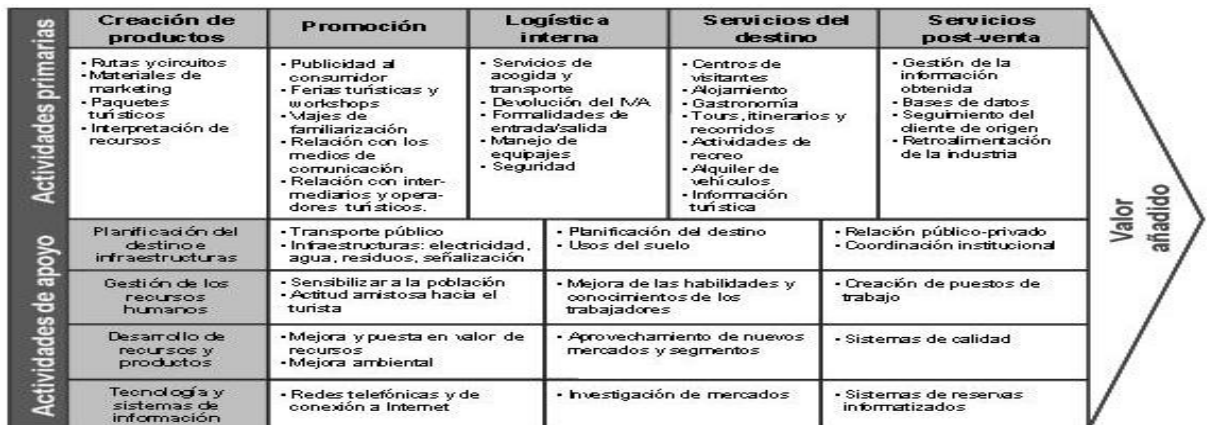 Actividades primarias
Creación de
productos
Promoción
Logística
interna
Servicios del
destino
Servicios
post-venta
• Rutas y circuitos
• Materiales de
marketing
• Paquetes
turísticos
• Interpretación de
recursos
• Publicidad al
consumidor
• Ferias turísticas y
workshops
• Viajes de
familiarización
• Relación con los
medios de
comunicación
• Relación con inter-
mediarios y opera-
dores turísticos.
• Servicios de
acogida y
transporte
• Devolución del IVA
• Formalidades de
entrada/salida
• Manejo de
equipajes
• Seguridad
• Centros de
visitantes
• Alojamiento
• Gastronomía
• Tours, itinerarios y
recorridos
• Actividades de
recreo
• Alquiler de
vehículos
• Información
turística
• Gestión de la
información
obtenida
• Bases de datos
• Seguimiento del
cliente de origen
• Retroalimentación
de la industria
Actividades de apoyo
Planificación del
destino e
infraestructuras
• Transporte público
• Infraestructuras: electricidad,
agua, residuos, señalización
• Planificación del destino
• Usos del suelo
• Relación público-privado
• Coordinación institucional
Gestión de los
recursos
humanos
• Sensibilizar a la población
• Actitud amistosa hacia el
turista
• Mejora de las habilidades y
conocimientos de los
trabajadores
• Creación de puestos de
trabajo
Desarrollo de
recursos y
productos
• Mejora y puesta en valor de
recursos
• Mejora ambiental
• Aprovechamiento de nuevos
mercados y segmentos
• Sistemas de calidad
Tecnología y
sistemas de
información
• Redes telefónicas y de
conexión a Internet
• Investigación de mercados
• Sistemas de reservas
informatizados
Valor
añadido